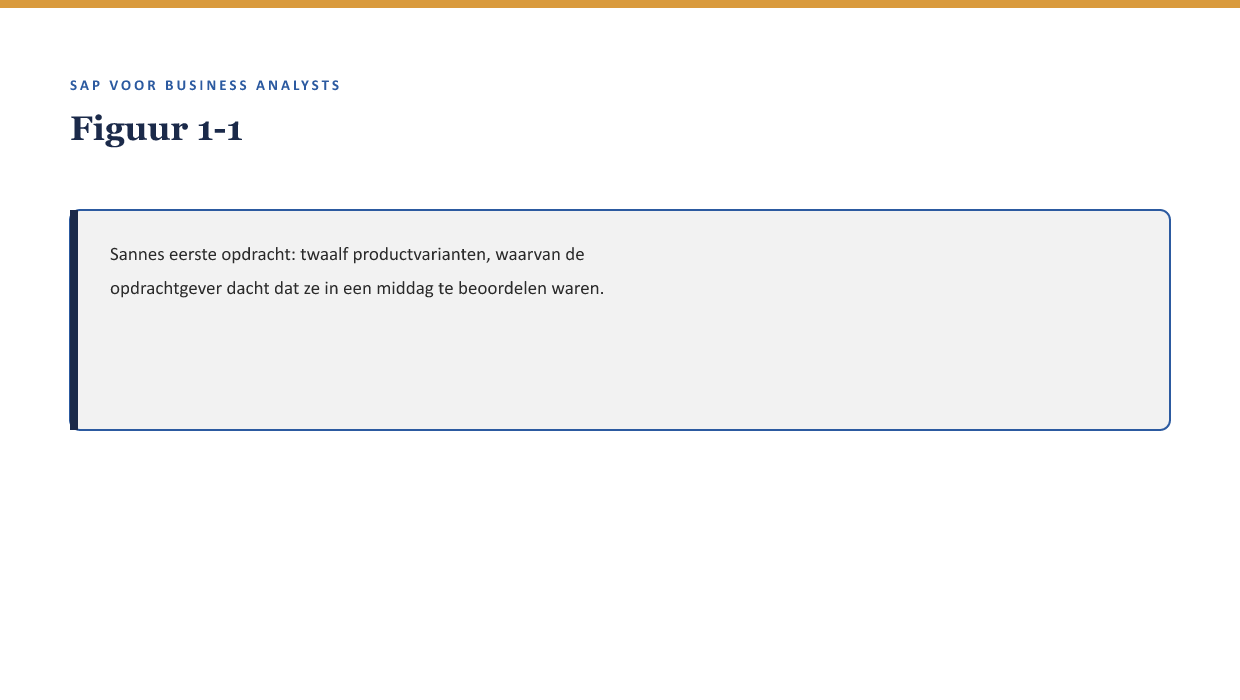 SAP VOOR BUSINESS ANALYSTS
Figuur 1-1
Sannes eerste opdracht: twaalf productvarianten, waarvan de
opdrachtgever dacht dat ze in een middag te beoordelen waren.